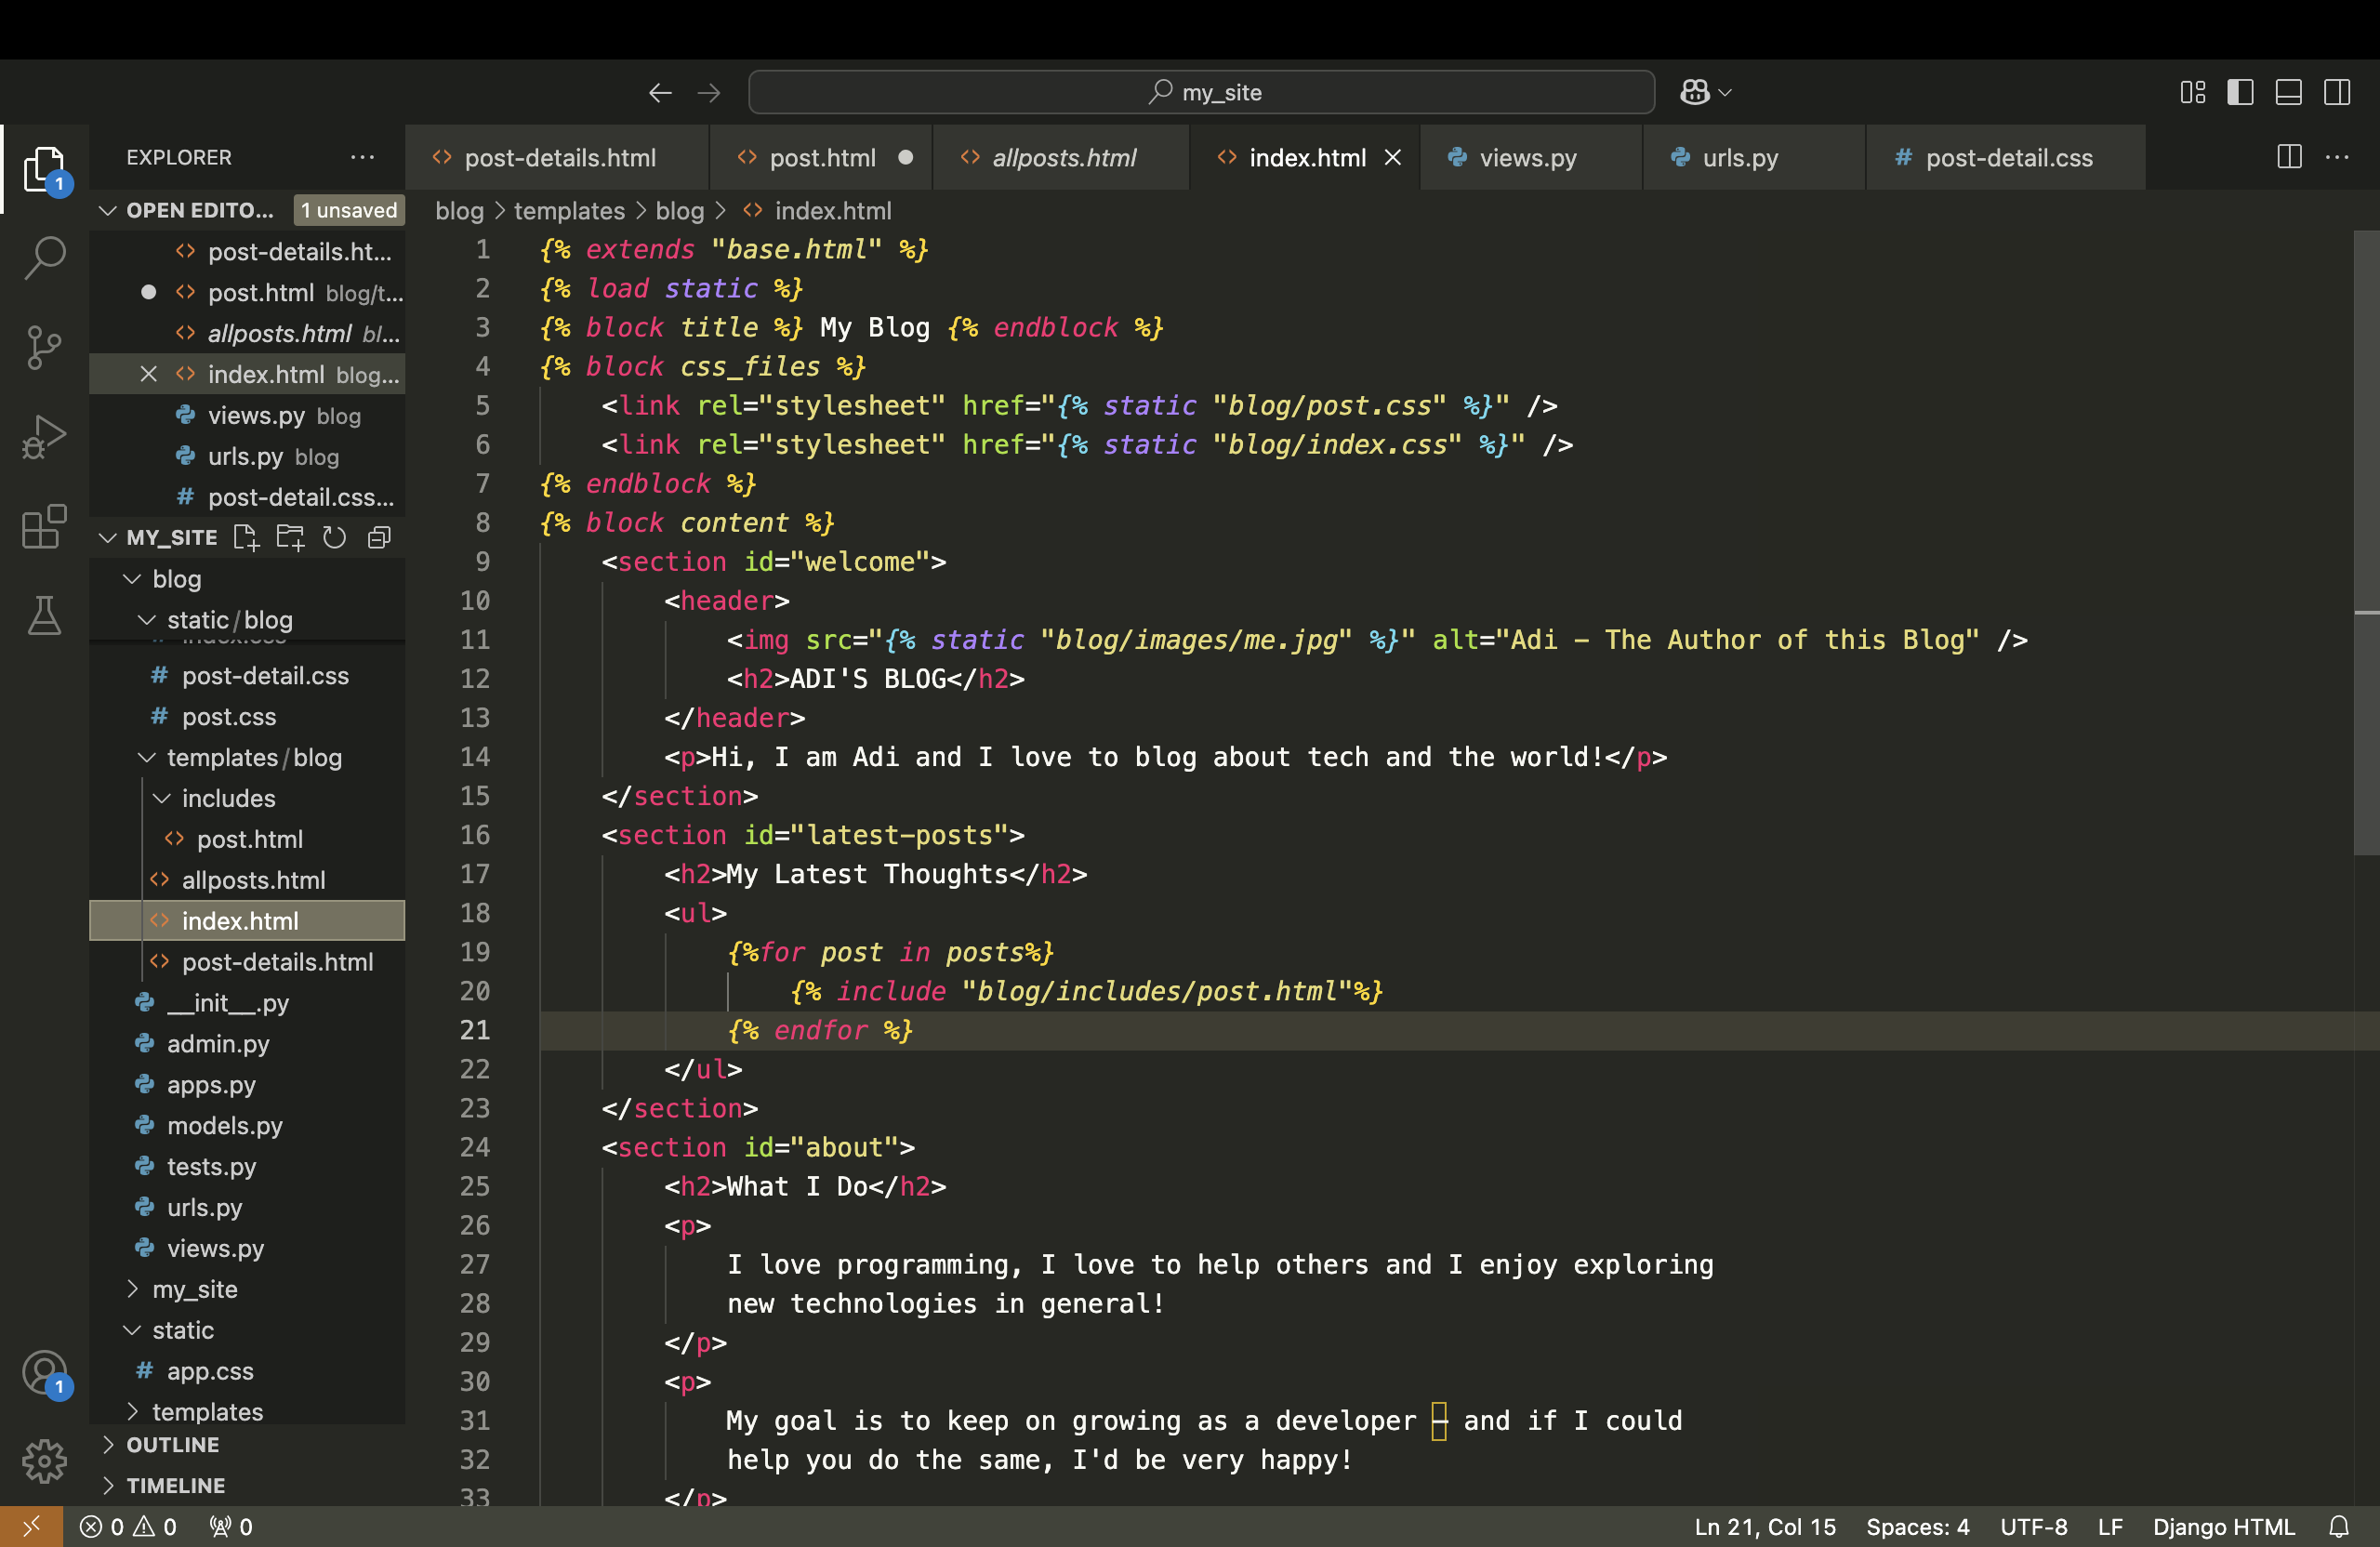 my_site
EXPLORER
post-details.html
post.html
allposts.html
index.html
views.py
urls.py
post-detail.css
OPEN EDITO...
1 unsaved
post-details.ht...
post.html blog/t...
allposts.html bl...
index.html blog...
views.py blog
urls.py blog
post-detail.css...
MY_SITE
blog
static/blog
index.css
post-detail.css
post.css
templates/blog
includes
post.html
allposts.html
index.html
post-details.html
__init__.py
admin.py
apps.py
models.py
tests.py
urls.py
views.py
my_site
static
app.css
templates
OUTLINE
TIMELINE
1
1
blog > templates > blog > index.html
1 {% extends "base.html" %}
2 {% load static %}
3 {% block title %} My Blog {% endblock %}
4 {% block css_files %}
5 <link rel="stylesheet" href="{% static "blog/post.css" %}" />
6 <link rel="stylesheet" href="{% static "blog/index.css" %}" />
7 {% endblock %}
8 {% block content %}
9 <section id="welcome">
10 <header>
11 <img src="{% static "blog/images/me.jpg" %}" alt="Adi – The Author of this Blog" />
12 <h2>ADI'S BLOG</h2>
13 </header>
14 <p>Hi, I am Adi and I love to blog about tech and the world!</p>
15 </section>
16 <section id="latest-posts">
17 <h2>My Latest Thoughts</h2>
18 <ul>
19 {%for post in posts%}
20 {% include "blog/includes/post.html"%}
21 {% endfor %}
22 </ul>
23 </section>
24 <section id="about">
25 <h2>What I Do</h2>
26 <p>
27 I love programming, I love to help others and I enjoy exploring
28 new technologies in general!
29 </p>
30 <p>
31 My goal is to keep on growing as a developer – and if I could
32 help you do the same, I'd be very happy!
33 </p>
0 0 0
Ln 21, Col 15 Spaces: 4 UTF-8 LF Django HTML